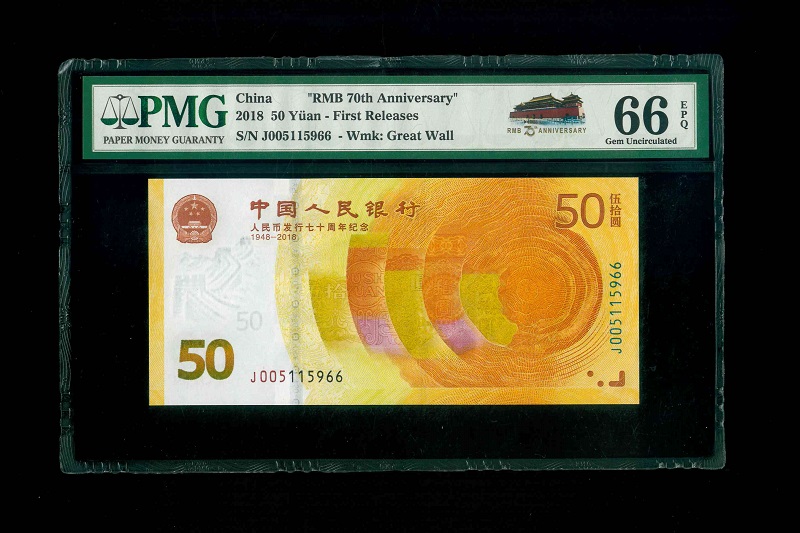 PMG
PAPER MONEY GUARANTY
China "RMB 70th Anniversary"
2018 50 Yüan - First Releases
S/N J005115966 - Wmk: Great Wall
RMB 70 ANNIVERSARY
66 EPQ
Gem Uncirculated
中国人民银行
人民币发行七十周年纪念
1948-2018
50 伍拾圆
50
50
J005115966
J005115966